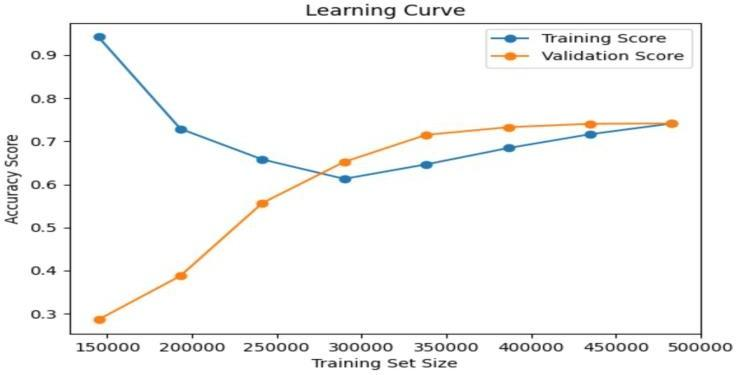 Learning Curve
Training Score
Validation Score
Accuracy Score
0.9
0.8
0.7
0.6
0.5
0.4
0.3
150000 200000 250000 300000 350000 400000 450000 500000
Training Set Size